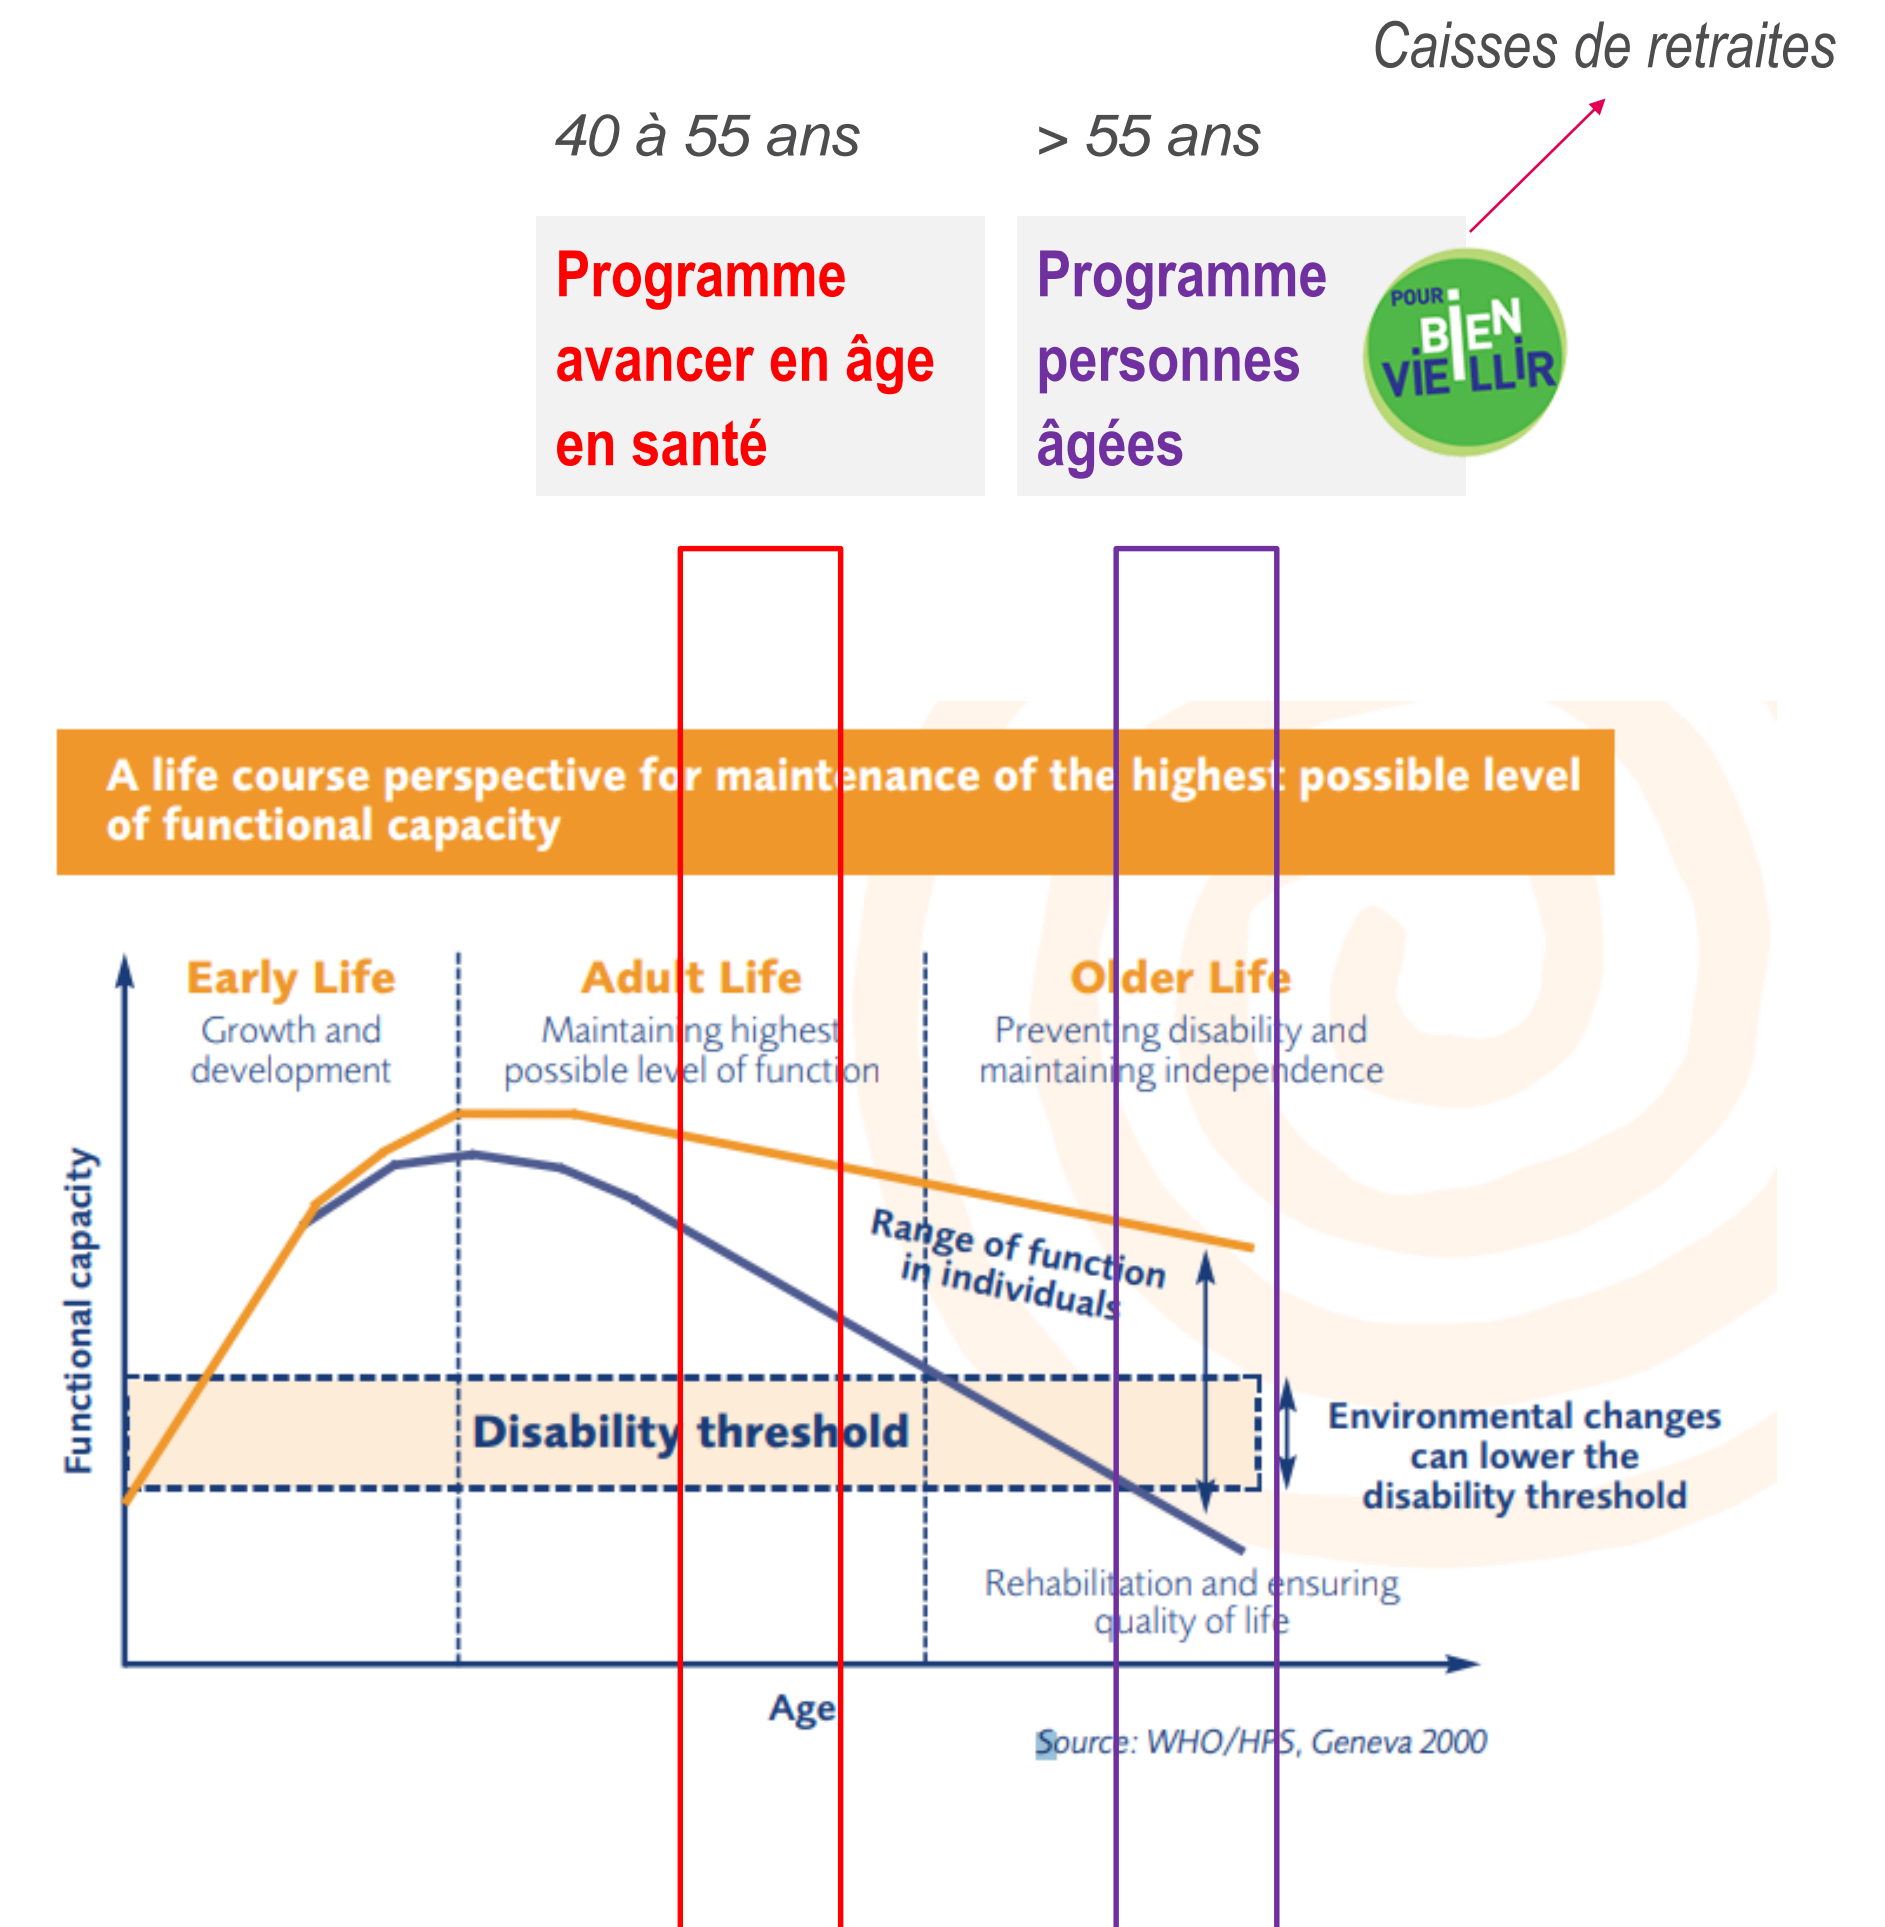 Caisses de retraites
40 à 55 ans
> 55 ans
Programme
avancer en âge
en santé
Programme
personnes
âgées
POUR
BIEN
VIEILLIR
A life course perspective for maintenance of the highest possible level
of functional capacity
Early Life
Growth and
development
Adult Life
Maintaining highest
possible level of function
Older Life
Preventing disability and
maintaining independence
Functional capacity
Range of function
in individuals
Disability threshold
Environmental changes
can lower the
disability threshold
Rehabilitation and ensuring
quality of life
Age
Source: WHO/HPS, Geneva 2000